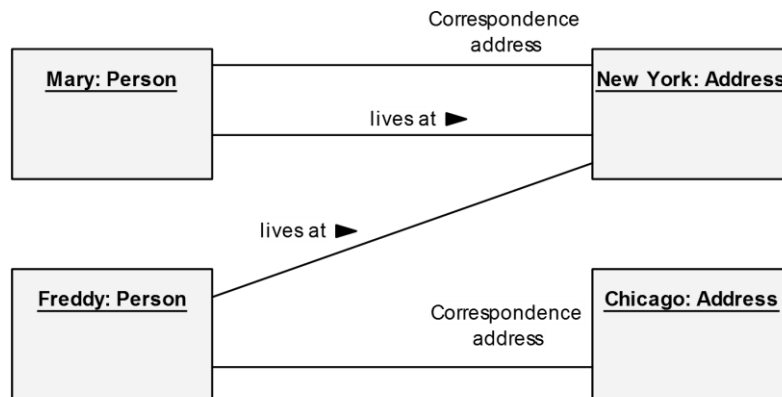 Correspondence
address
Mary: Person
New York: Address
lives at ►
lives at ►
Freddy: Person
Chicago: Address
Correspondence
address